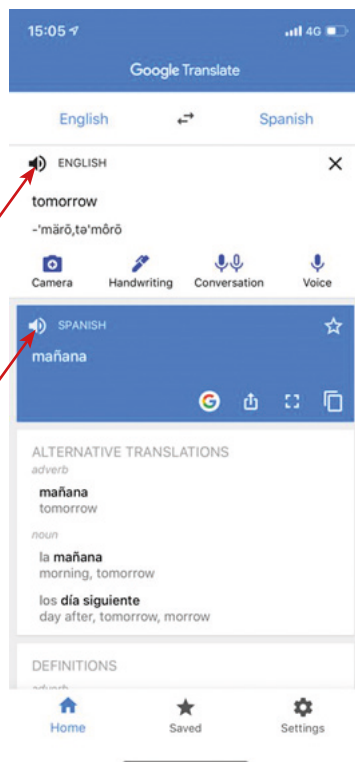 15:05 4G
Google Translate
English Spanish
ENGLISH
tomorrow
-'märō,tə'môrō
Camera Handwriting Conversation Voice
SPANISH
mañana
G
ALTERNATIVE TRANSLATIONS
adverb
mañana
tomorrow
noun
la mañana
morning, tomorrow
los día siguiente
day after, tomorrow, morrow
DEFINITIONS
Home Saved Settings